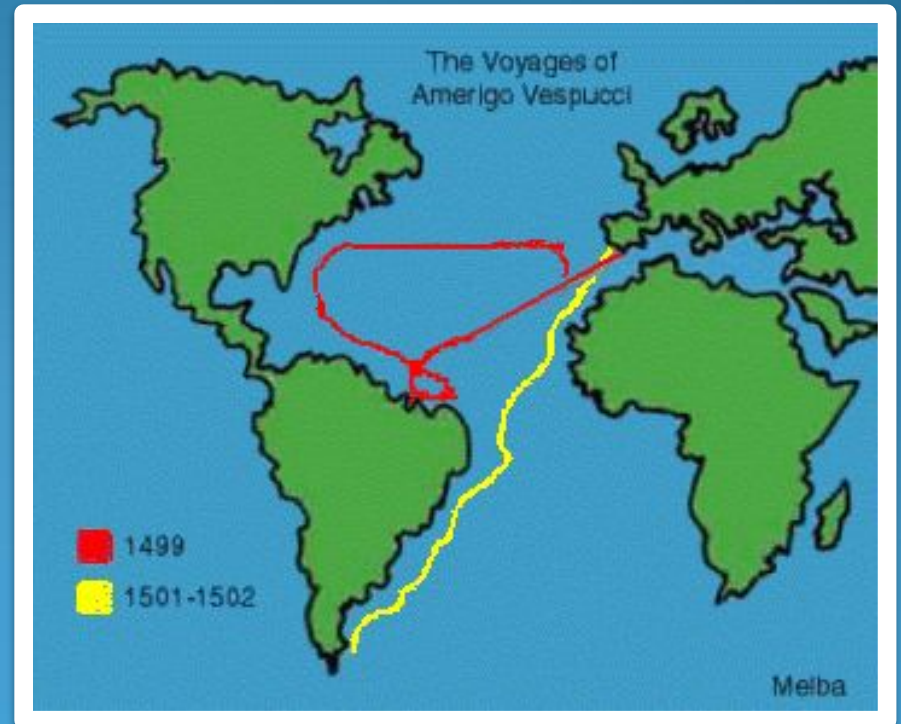 The Voyages of
Amerigo Vespucci
1499
1501-1502
Melba